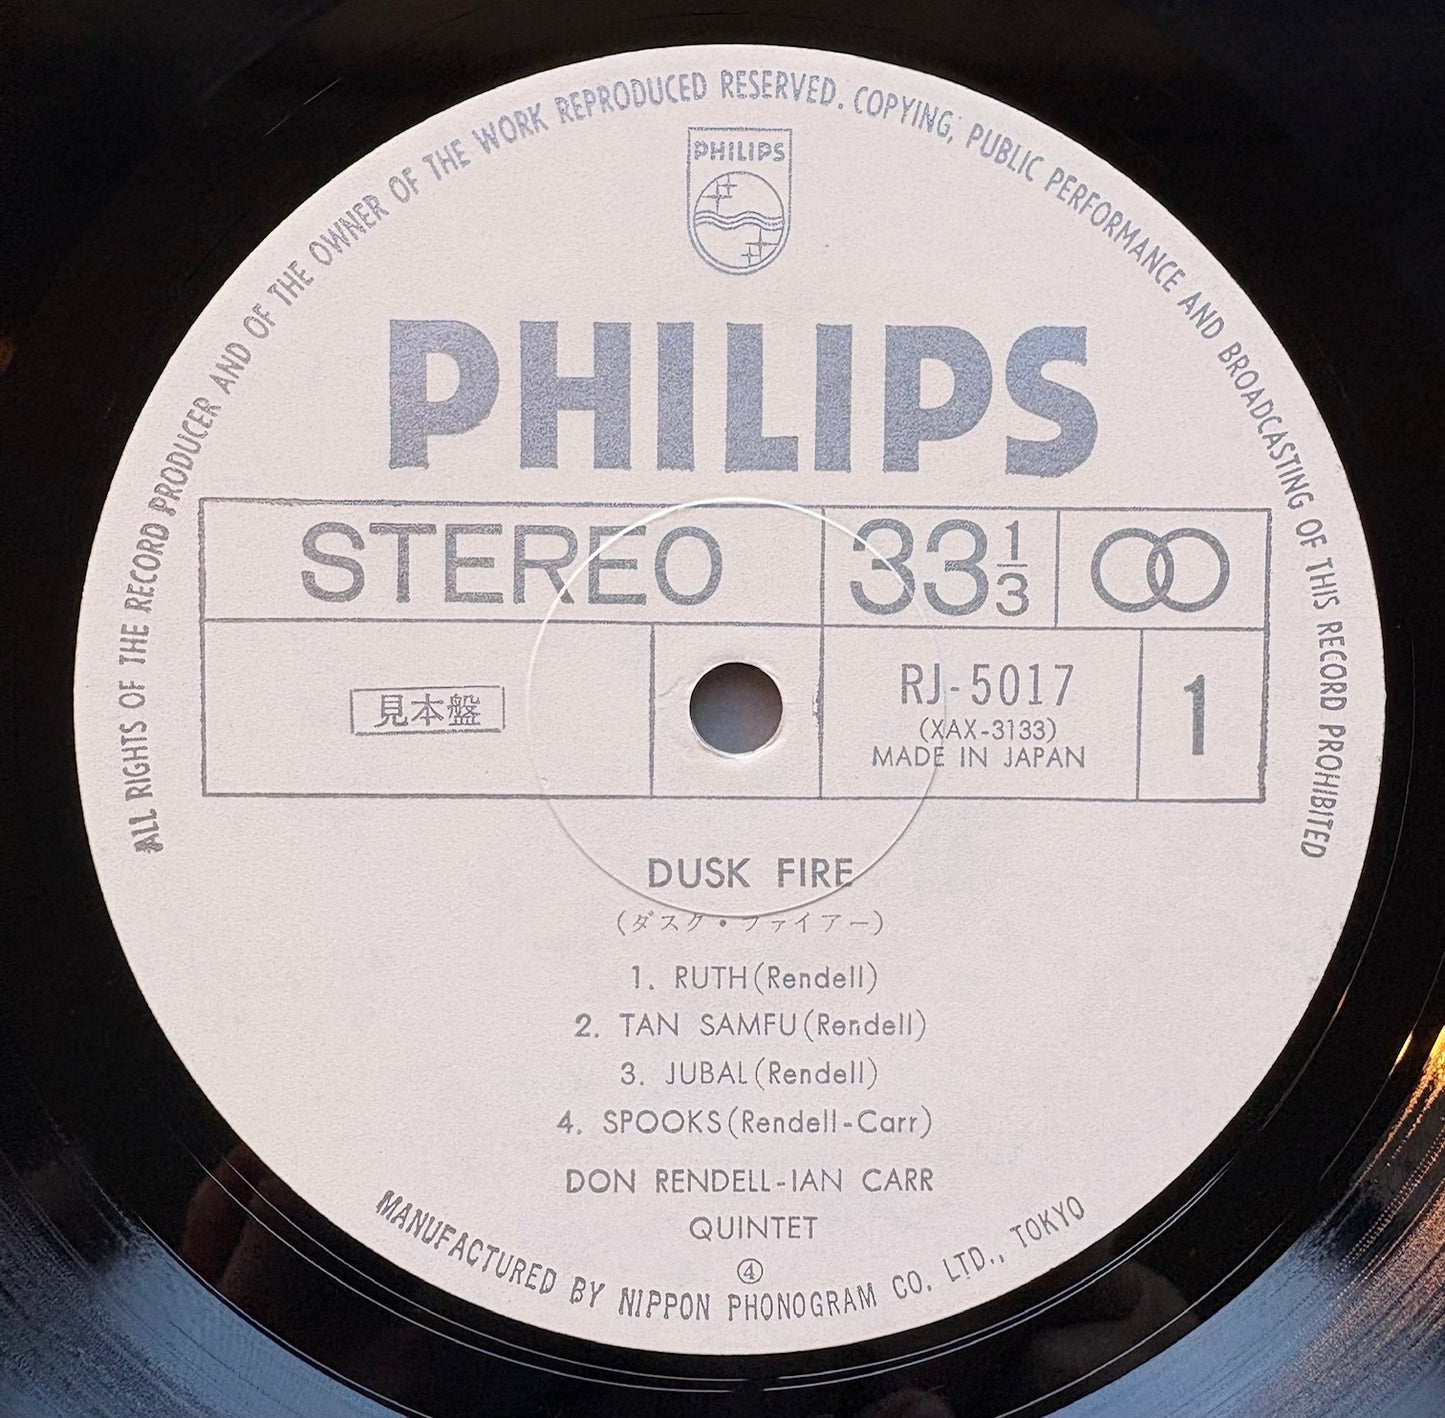 ALL RIGHTS OF THE RECORD PRODUCER AND OF THE OWNER OF THE WORK REPRODUCED RESERVED. COPYING, PUBLIC PERFORMANCE AND BROADCASTING OF THIS RECORD PROHIBITED
PHILIPS
PHILIPS
STEREO 33 1/3
見本盤 RJ-5017 1
(XAX-3133)
MADE IN JAPAN
DUSK FIRE
(ダスク・ファイアー)
1. RUTH(Rendell)
2. TAN SAMFU(Rendell)
3. JUBAL(Rendell)
4. SPOOKS(Rendell-Carr)
DON RENDELL-IAN CARR
QUINTET
④
MANUFACTURED BY NIPPON PHONOGRAM CO. LTD., TOKYO